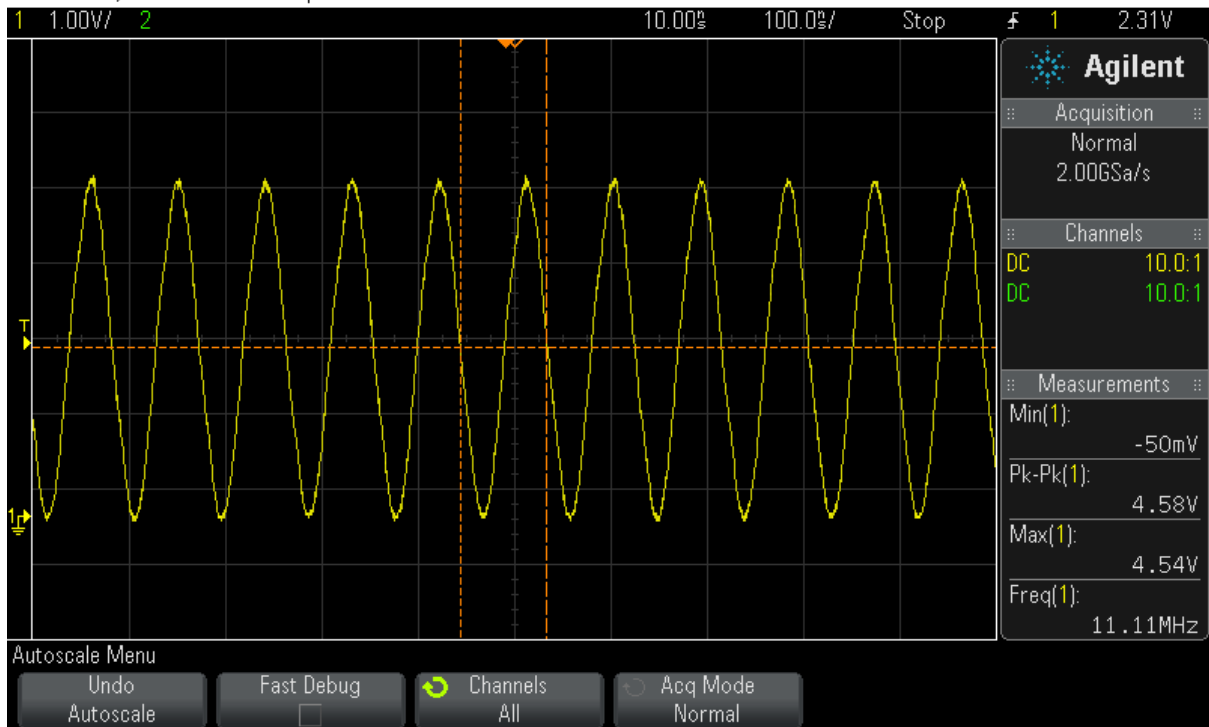 1 1.00V/ 2 10.00ns 100.0ns/ Stop 1 2.31V
Agilent
Acquisition
Normal
2.00GSa/s
Channels
DC 10.0:1
DC 10.0:1
T
1
Measurements
Min(1):
-50mV
Pk-Pk(1):
4.58V
Max(1):
4.54V
Freq(1):
11.11MHz
Autoscale Menu
Undo
Autoscale
Fast Debug
Channels
All
Acq Mode
Normal